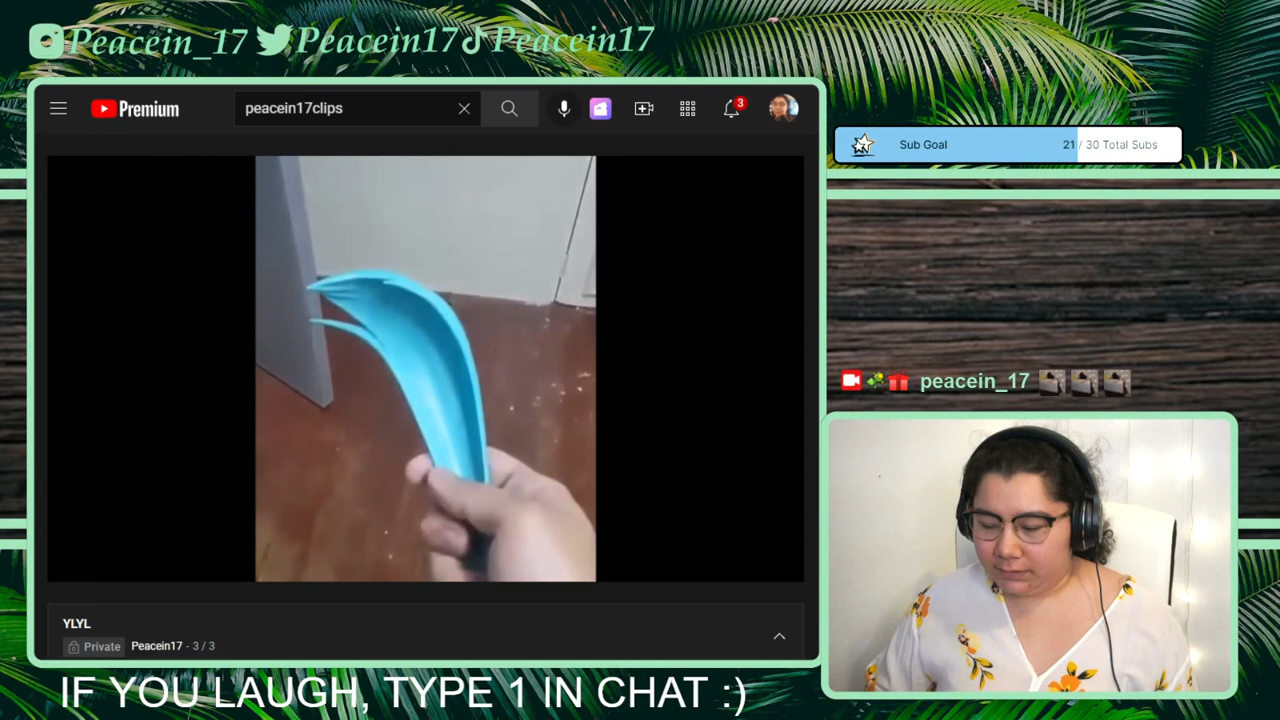 Peacein_17 Peacein17 Peacein17
Premium
peacein17clips
3
Sub Goal
21 / 30 Total Subs
peacein_17
YLYL
Private Peacein17 - 3 / 3
IF YOU LAUGH, TYPE 1 IN CHAT :)